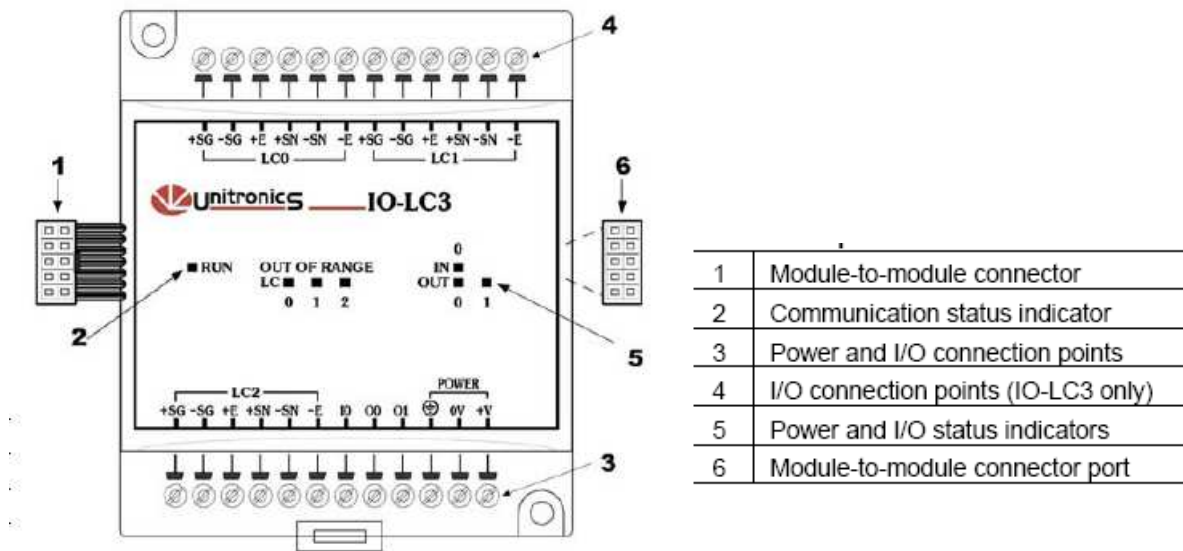 4
+SG -SG +E +SN -SN -E +SG -SG +E +SN -SN -E
LC0 LC1
1
6
Unitronics IO-LC3
0
RUN OUT OF RANGE IN
LC OUT
0 1 2 0 1
2
5
LC2 POWER
+SG -SG +E +SN -SN -E I0 O0 O1 0V +V
3
1 Module-to-module connector
2 Communication status indicator
3 Power and I/O connection points
4 I/O connection points (IO-LC3 only)
5 Power and I/O status indicators
6 Module-to-module connector port